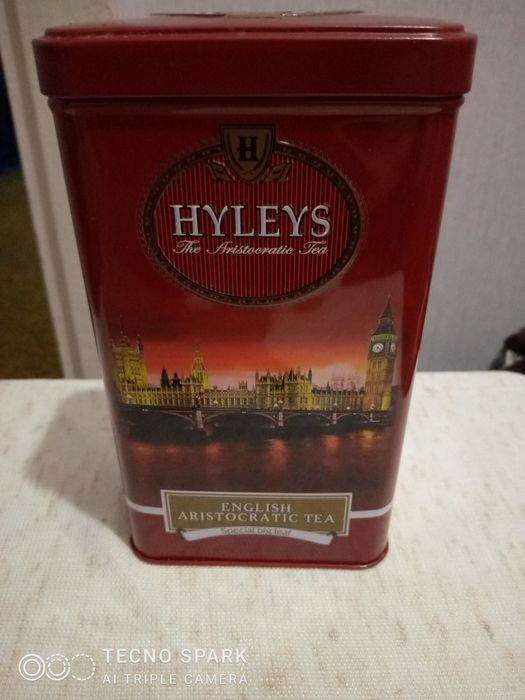 H
HYLEYS
The Aristocratic Tea
ENGLISH
ARISTOCRATIC TEA
Special big leaf
TECNO SPARK
AI TRIPLE CAMERA